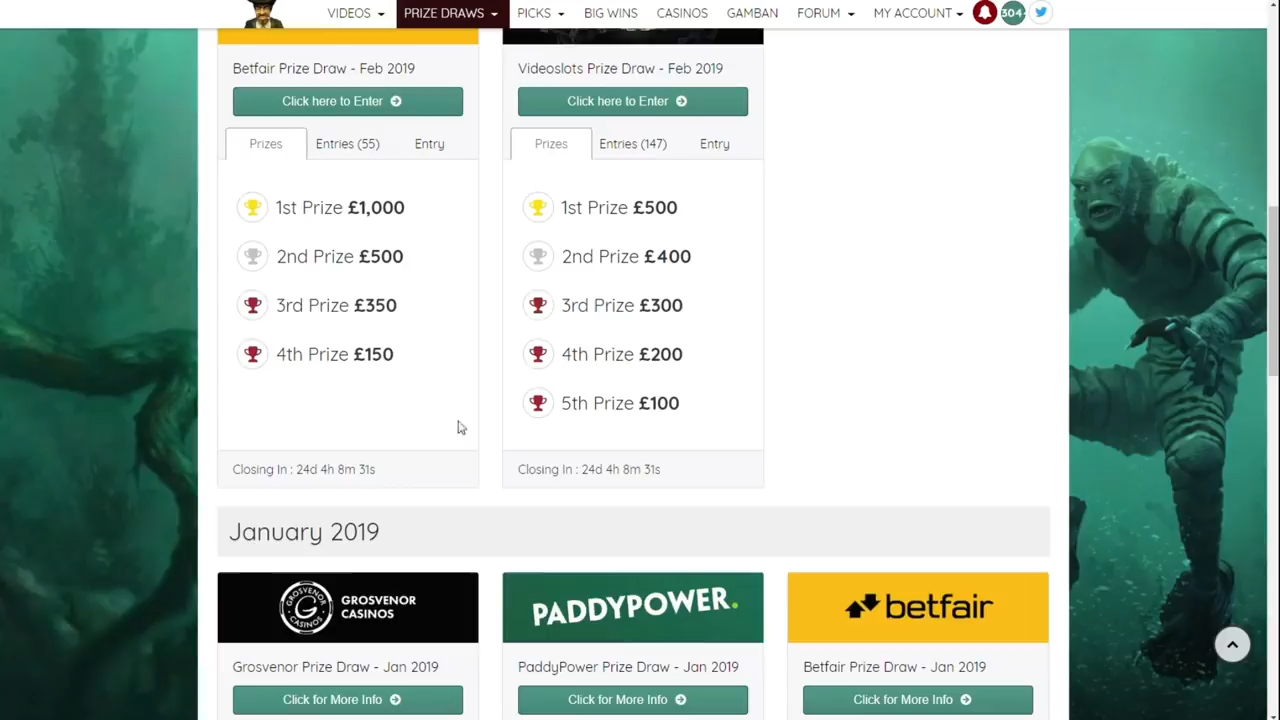 VIDEOS PRIZE DRAWS PICKS BIG WINS CASINOS GAMBAN FORUM MY ACCOUNT 304
Betfair Prize Draw - Feb 2019
Click here to Enter
Prizes Entries (55) Entry
1st Prize £1,000
2nd Prize £500
3rd Prize £350
4th Prize £150
Closing In : 24d 4h 8m 31s
Videoslots Prize Draw - Feb 2019
Click here to Enter
Prizes Entries (147) Entry
1st Prize £500
2nd Prize £400
3rd Prize £300
4th Prize £200
5th Prize £100
Closing In : 24d 4h 8m 31s
January 2019
GROSVENOR CASINOS G
GROSVENOR
CASINOS
Grosvenor Prize Draw - Jan 2019
Click for More Info
PADDYPOWER.
PaddyPower Prize Draw - Jan 2019
Click for More Info
betfair
Betfair Prize Draw - Jan 2019
Click for More Info